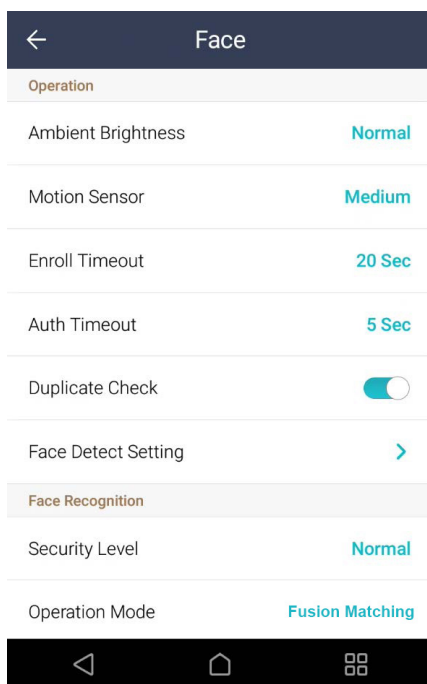 Face
Operation
Ambient Brightness Normal
Motion Sensor Medium
Enroll Timeout 20 Sec
Auth Timeout 5 Sec
Duplicate Check
Face Detect Setting
Face Recognition
Security Level Normal
Operation Mode Fusion Matching